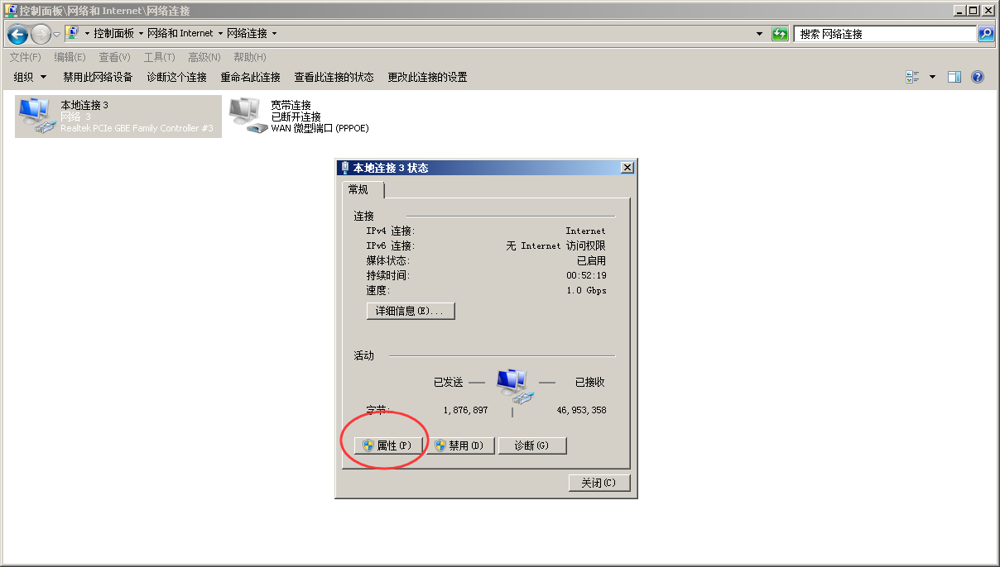 控制面板\网络和 Internet\网络连接
控制面板 网络和 Internet 网络连接
搜索 网络连接
文件(F) 编辑(E) 查看(V) 工具(T) 高级(N) 帮助(H)
组织 禁用此网络设备 诊断这个连接 重命名此连接 查看此连接的状态 更改此连接的设置
本地连接 3
网络 3
Realtek PCIe GBE Family Controller #3
宽带连接
已断开连接
WAN 微型端口 (PPPOE)
本地连接 3 状态
常规
连接
IPv4 连接: Internet
IPv6 连接: 无 Internet 访问权限
媒体状态: 已启用
持续时间: 00:52:19
速度: 1.0 Gbps
详细信息(E)...
活动
已发送 已接收
字节: 1,876,897 46,953,358
属性(P) 禁用(D) 诊断(G)
关闭(C)